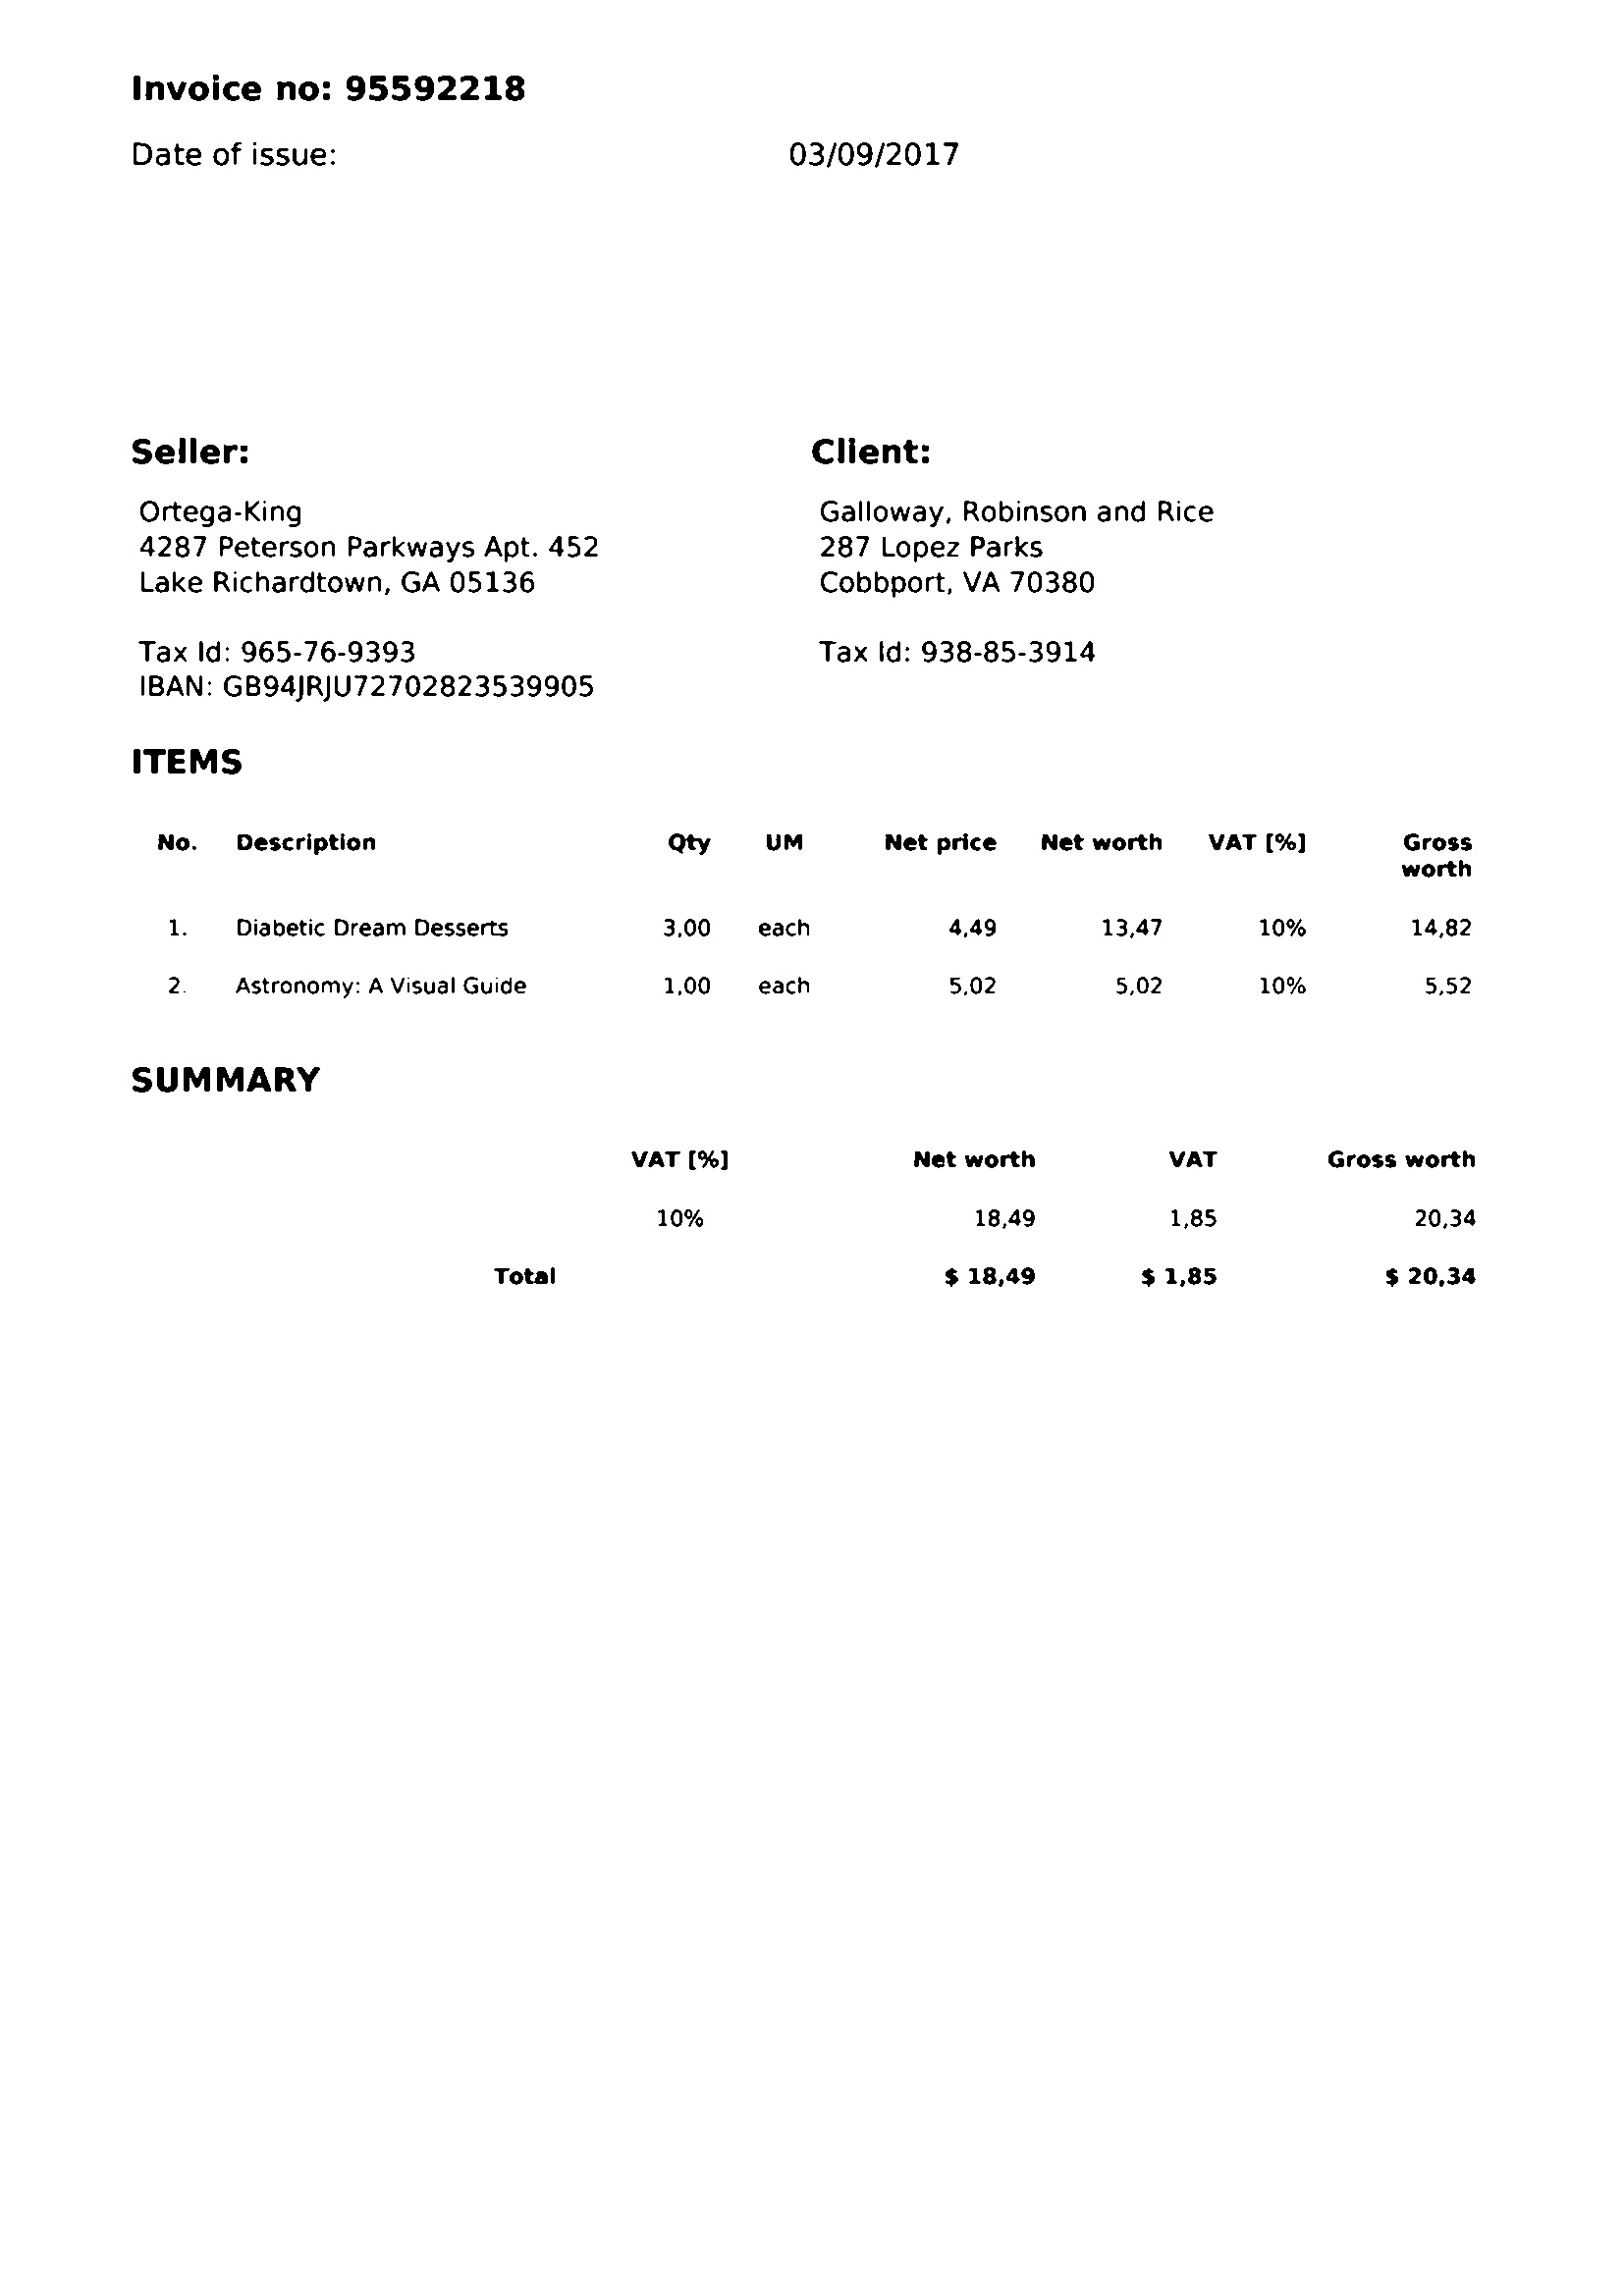 Invoice no: 95592218
Date of issue: 03/09/2017
Seller:
Ortega-King
4287 Peterson Parkways Apt. 452
Lake Richardtown, GA 05136
Tax Id: 965-76-9393
IBAN: GB94JRJU72702823539905
Client:
Galloway, Robinson and Rice
287 Lopez Parks
Cobbport, VA 70380
Tax Id: 938-85-3914
ITEMS
No. Description Qty UM Net price Net worth VAT [%] Gross worth
1. Diabetic Dream Desserts 3,00 each 4,49 13,47 10% 14,82
2. Astronomy: A Visual Guide 1,00 each 5,02 5,02 10% 5,52
SUMMARY
VAT [%] Net worth VAT Gross worth
10% 18,49 1,85 20,34
Total $ 18,49 $ 1,85 $ 20,34